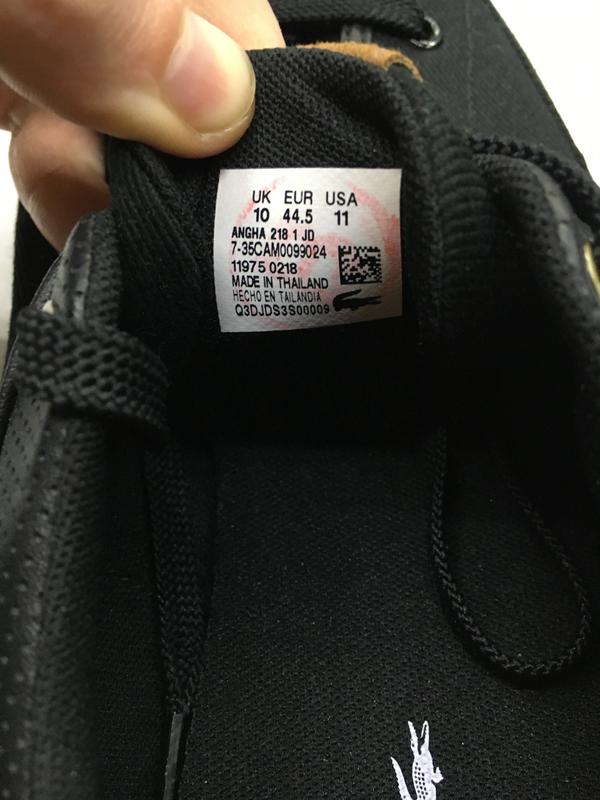 UK EUR USA
10 44.5 11
ANGHA 218 1 JD
7-35CAM0099024
11975 0218
MADE IN THAILAND
HECHO EN TAILANDIA
Q3DJDS3S00009